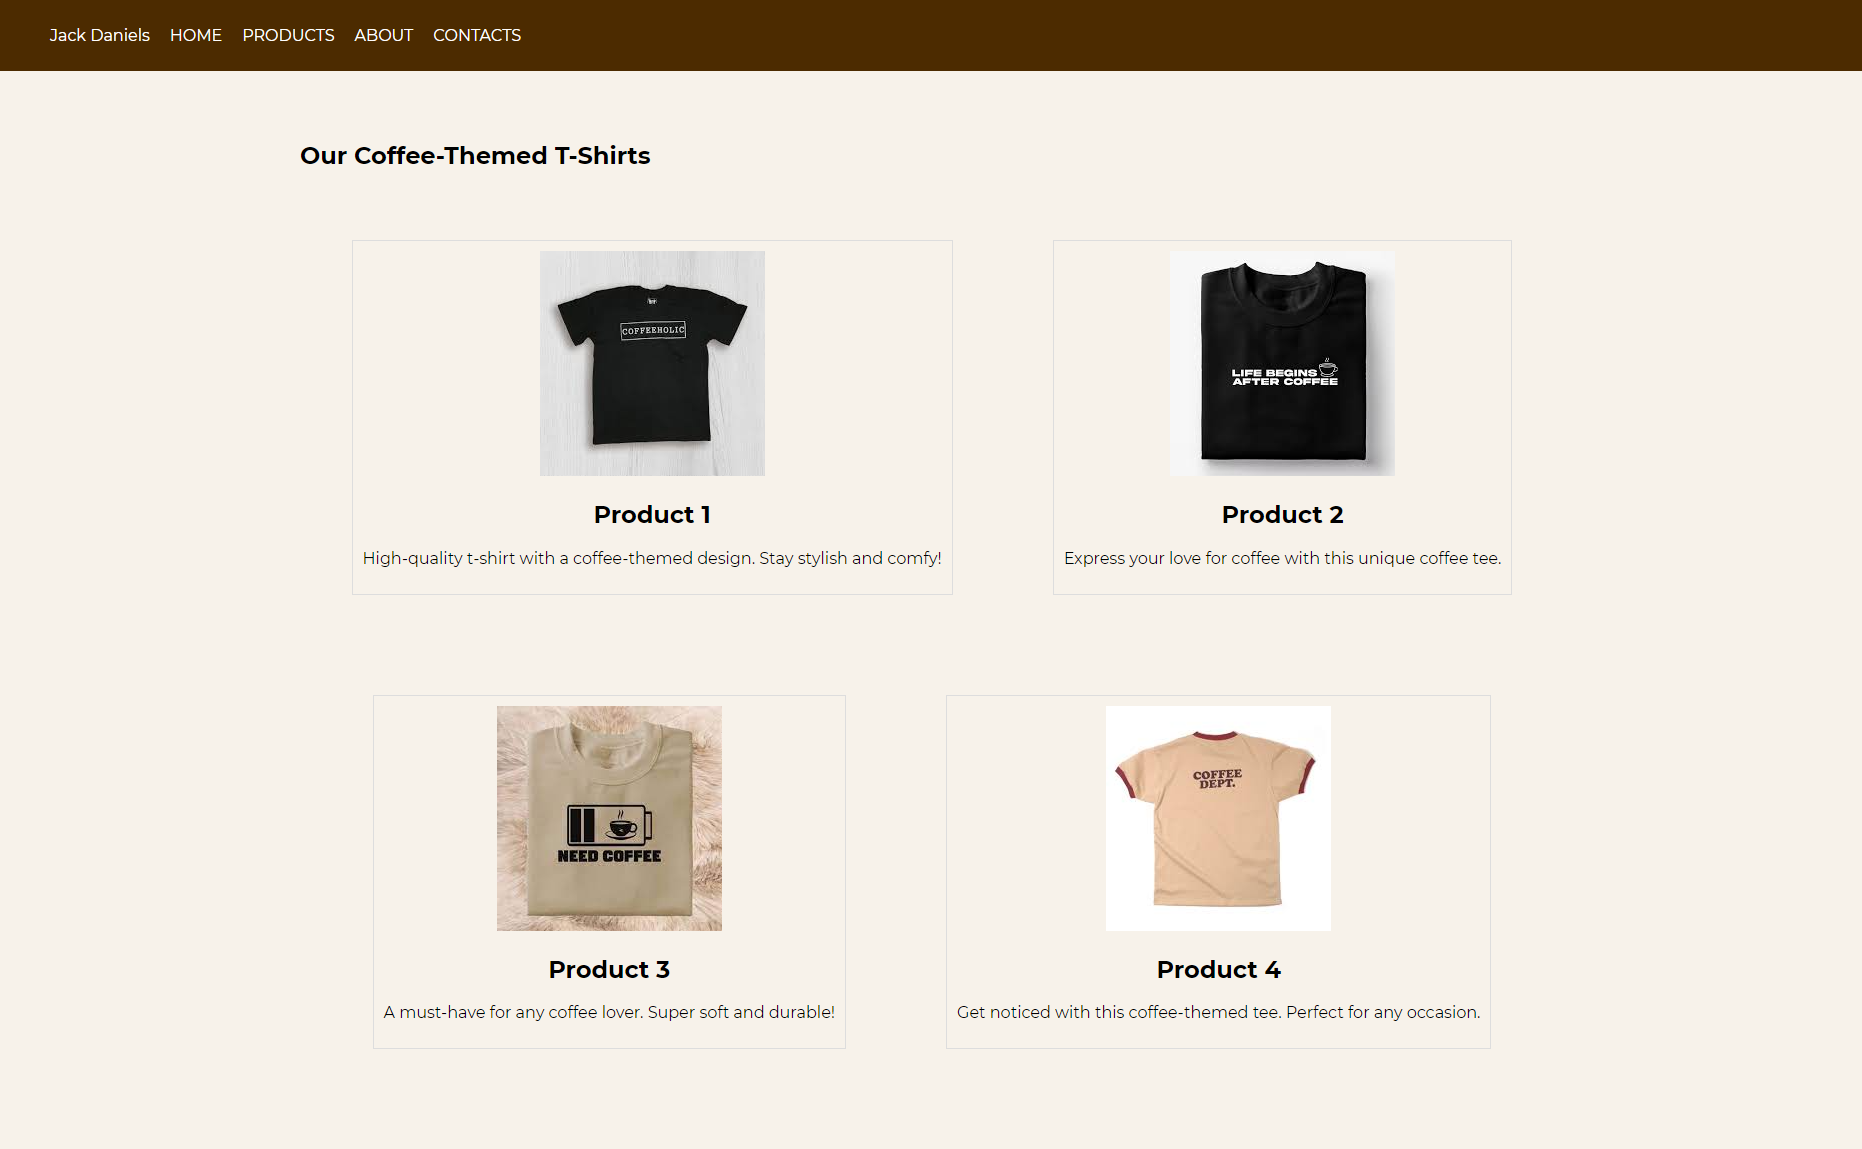 Jack Daniels HOME PRODUCTS ABOUT CONTACTS
Our Coffee-Themed T-Shirts
COFFEEHOLIC
LIFE BEGINS
AFTER COFFEE
Product 1
Product 2
High-quality t-shirt with a coffee-themed design. Stay stylish and comfy!
Express your love for coffee with this unique coffee tee.
NEED COFFEE
COFFEE
DEPT.
Product 3
Product 4
A must-have for any coffee lover. Super soft and durable!
Get noticed with this coffee-themed tee. Perfect for any occasion.